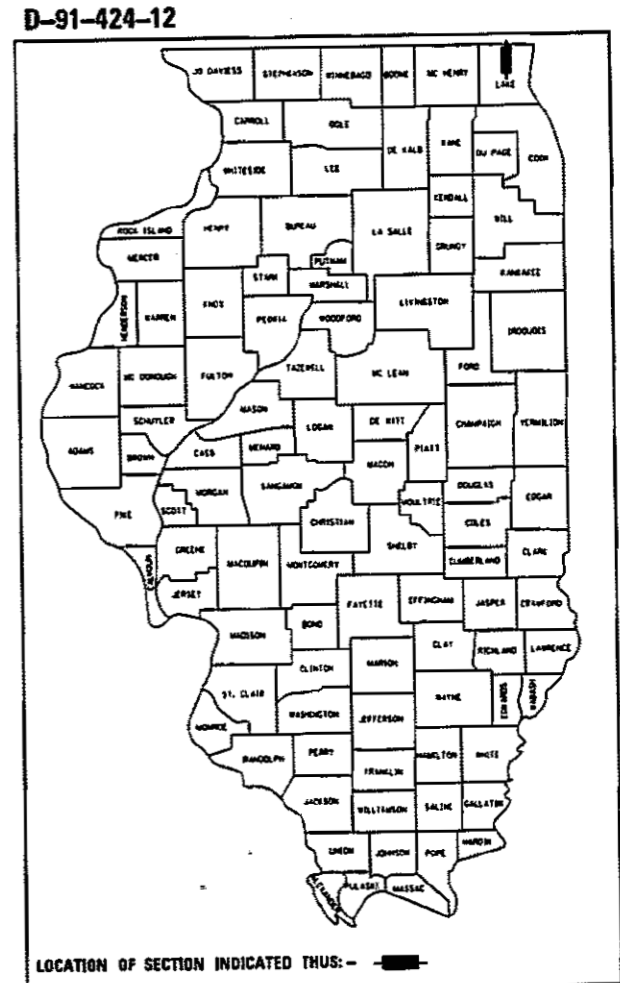 D-91-424-12
JO DAVIESS STEPHENSON WINNEBAGO BOONE MC HENRY LAKE
CARROLL OGLE DE KALB KANE DU PAGE COOK
WHITESIDE LEE
KENDALL WILL
ROCK ISLAND HENRY BUREAU LA SALLE GRUNDY
MERCER PUTNAM KANKAKEE
STARK MARSHALL
HENDERSON WARREN KNOX PEORIA WOODFORD LIVINGSTON IROQUOIS
HANCOCK MC DONOUGH FULTON TAZEWELL MC LEAN FORD
MASON
SCHUYLER LOGAN DE WITT CHAMPAIGN VERMILION
ADAMS BROWN CASS MENARD MACON PIATT
PIKE SCOTT MORGAN SANGAMON MOULTRIE DOUGLAS EDGAR
CHRISTIAN COLES
CALHOUN GREENE MACOUPIN MONTGOMERY SHELBY CUMBERLAND CLARK
JERSEY FAYETTE EFFINGHAM JASPER CRAWFORD
MADISON BOND CLAY RICHLAND LAWRENCE
ST. CLAIR CLINTON MARION WAYNE EDWARDS WABASH
MONROE WASHINGTON JEFFERSON
RANDOLPH PERRY HAMILTON WHITE
FRANKLIN
JACKSON WILLIAMSON SALINE GALLATIN
UNION JOHNSON POPE HARDIN
ALEXANDER PULASKI MASSAC
LOCATION OF SECTION INDICATED THUS: -